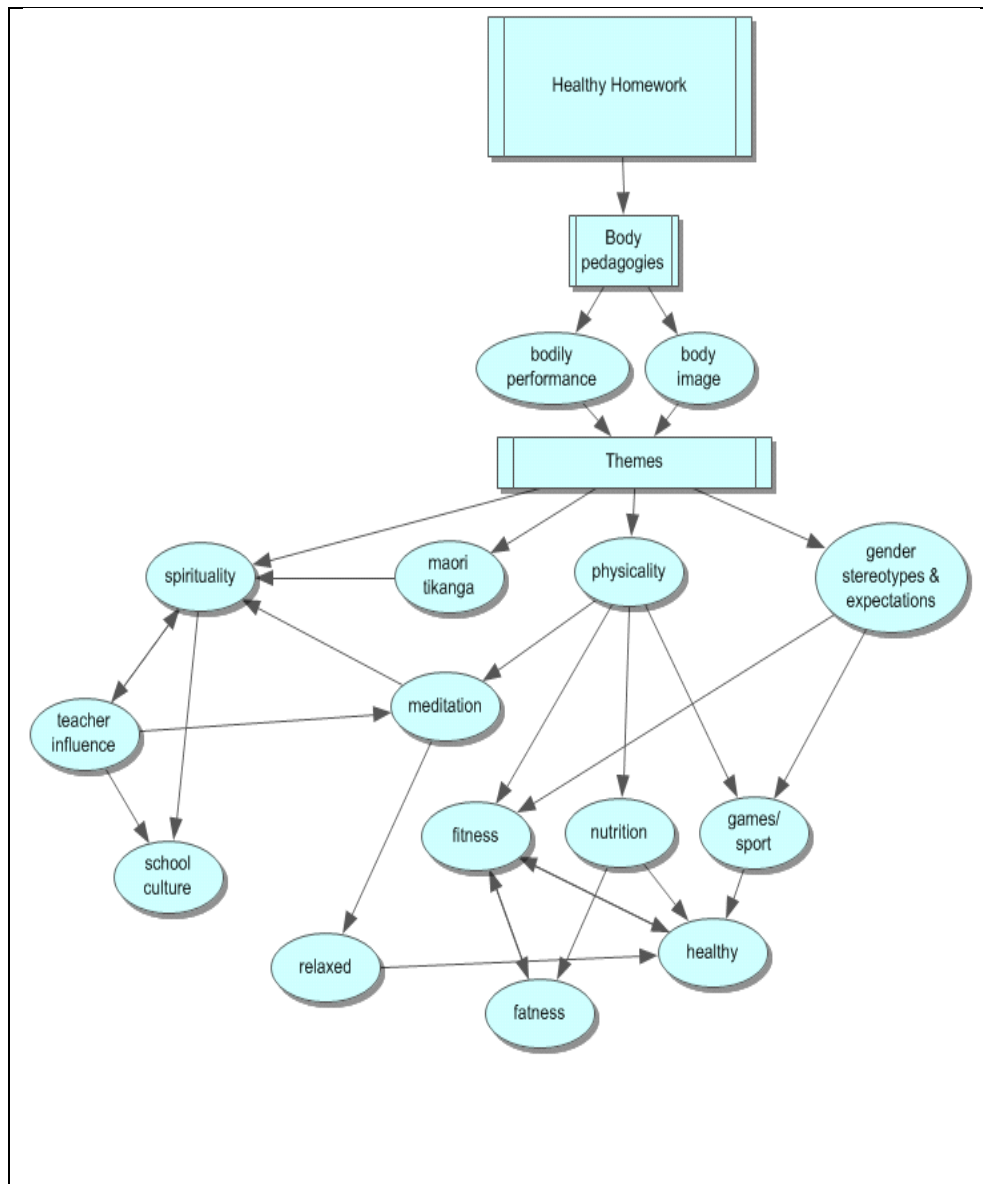 Healthy Homework
Body
pedagogies
bodily
performance
body
image
Themes
spirituality
maori
tikanga
physicality
gender
stereotypes &
expectations
teacher
influence
meditation
fitness
nutrition
games/
sport
school
culture
relaxed
healthy
fatness